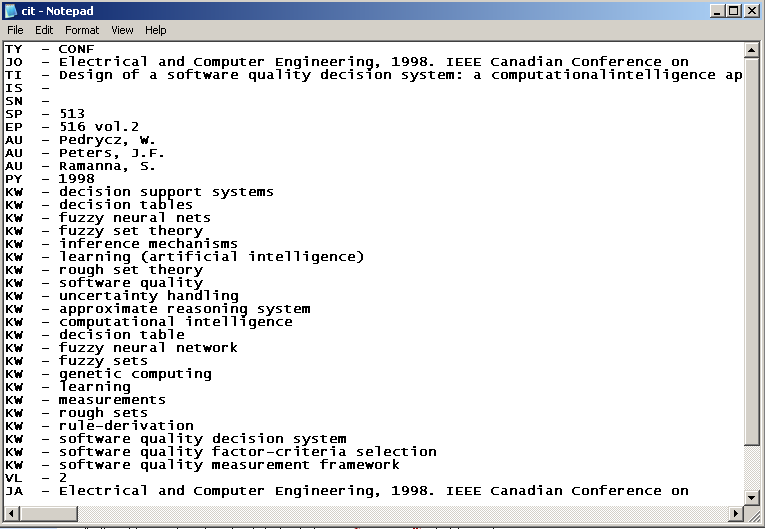 cit - Notepad
File Edit Format View Help
TY - CONF
JO - Electrical and Computer Engineering, 1998. IEEE Canadian Conference on
TI - Design of a software quality decision system: a computationalintelligence ap
IS -
SN -
SP - 513
EP - 516 vol.2
AU - Pedrycz, W.
AU - Peters, J.F.
AU - Ramanna, S.
PY - 1998
KW - decision support systems
KW - decision tables
KW - fuzzy neural nets
KW - fuzzy set theory
KW - inference mechanisms
KW - learning (artificial intelligence)
KW - rough set theory
KW - software quality
KW - uncertainty handling
KW - approximate reasoning system
KW - computational intelligence
KW - decision table
KW - fuzzy neural network
KW - fuzzy sets
KW - genetic computing
KW - learning
KW - measurements
KW - rough sets
KW - rule-derivation
KW - software quality decision system
KW - software quality factor-criteria selection
KW - software quality measurement framework
VL - 2
JA - Electrical and Computer Engineering, 1998. IEEE Canadian Conference on